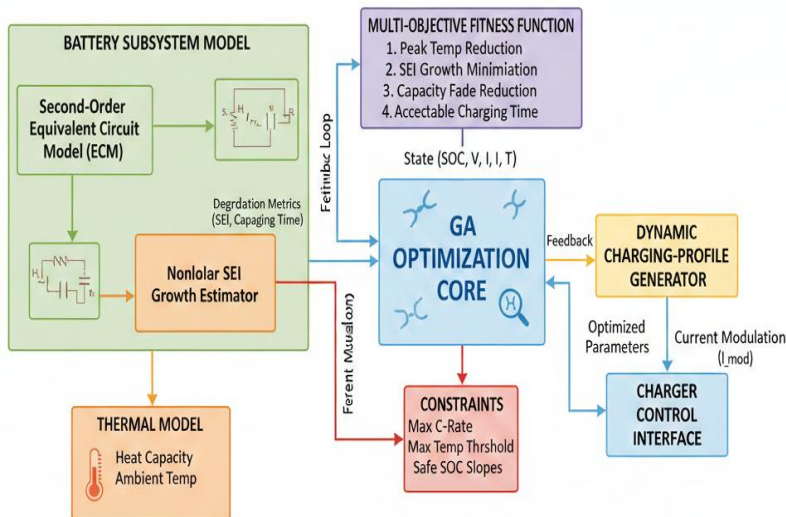 BATTERY SUBSYSTEM MODEL
Second-Order
Equivalent Circuit
Model (ECM)
Degrdation Metrics
(SEI, Capaging Time)
Nonlolar SEI
Growth Estimator
THERMAL MODEL
Heat Capacity
Ambient Temp
MULTI-OBJECTIVE FITNESS FUNCTION
1. Peak Temp Reduction
2. SEI Growth Minimiation
3. Capacity Fade Reduction
4. Accectable Charging Time
Loop
State (SOC, V, I, I, T)
GA
OPTIMIZATION
CORE
H
Ferent
CONSTRAINTS
Max C-Rate
Max Temp Thrshold
Safe SOC Slopes
Feedback
DYNAMIC
CHARGING-PROFILE
GENERATOR
Optimized
Parameters
Current Modulation
(I_mod)
CHARGER
CONTROL
INTERFACE